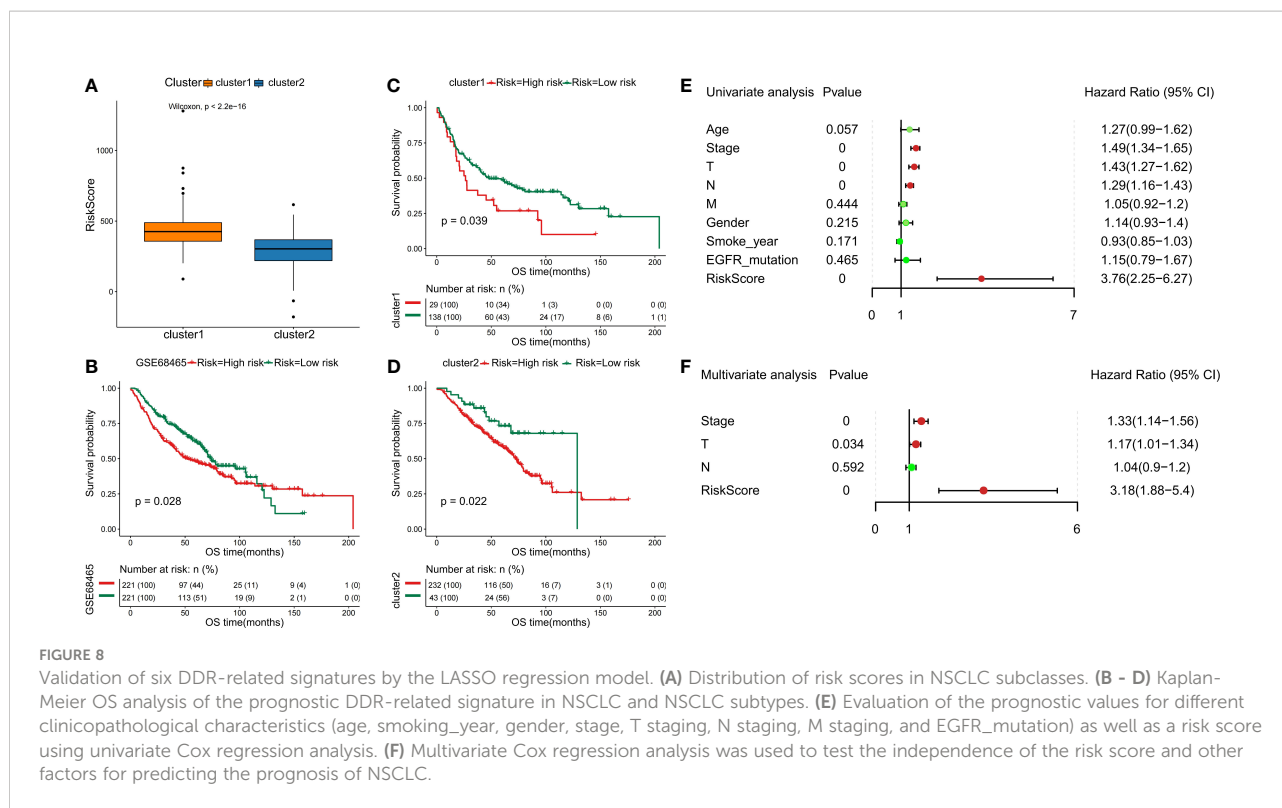 A
Cluster cluster1 cluster2
Wilcoxon, p < 2.2e−16
RiskScore
1000
500
0
cluster1 cluster2
B
GSE68465 Risk=High risk Risk=Low risk
Survival probability
1.00
0.75
0.50
0.25
0.00
p = 0.028
0 50 100 150 200
OS time(months)
Number at risk: n (%)
GSE68465
221 (100) 97 (44) 25 (11) 9 (4) 1 (0)
221 (100) 113 (51) 19 (9) 2 (1) 0 (0)
0 50 100 150 200
OS time(months)
C
cluster1 Risk=High risk Risk=Low risk
Survival probability
1.00
0.75
0.50
0.25
0.00
p = 0.039
0 50 100 150 200
OS time(months)
Number at risk: n (%)
cluster1
29 (100) 10 (34) 1 (3) 0 (0) 0 (0)
138 (100) 60 (43) 24 (17) 8 (6) 1 (1)
0 50 100 150 200
OS time(months)
D
cluster2 Risk=High risk Risk=Low risk
Survival probability
1.00
0.75
0.50
0.25
0.00
p = 0.022
0 50 100 150 200
OS time(months)
Number at risk: n (%)
cluster2
232 (100) 116 (50) 16 (7) 3 (1) 0 (0)
43 (100) 24 (56) 3 (7) 0 (0) 0 (0)
0 50 100 150 200
OS time(months)
E
Univariate analysis Pvalue Hazard Ratio (95% CI)
Age 0.057 1.27(0.99−1.62)
Stage 0 1.49(1.34−1.65)
T 0 1.43(1.27−1.62)
N 0 1.29(1.16−1.43)
M 0.444 1.05(0.92−1.2)
Gender 0.215 1.14(0.93−1.4)
Smoke_year 0.171 0.93(0.85−1.03)
EGFR_mutation 0.465 1.15(0.79−1.67)
RiskScore 0 3.76(2.25−6.27)
0 1 7
F
Multivariate analysis Pvalue Hazard Ratio (95% CI)
Stage 0 1.33(1.14−1.56)
T 0.034 1.17(1.01−1.34)
N 0.592 1.04(0.9−1.2)
RiskScore 0 3.18(1.88−5.4)
0 1 6
FIGURE 8
Validation of six DDR-related signatures by the LASSO regression model. (A) Distribution of risk scores in NSCLC subclasses. (B - D) Kaplan-
Meier OS analysis of the prognostic DDR-related signature in NSCLC and NSCLC subtypes. (E) Evaluation of the prognostic values for different
clinicopathological characteristics (age, smoking_year, gender, stage, T staging, N staging, M staging, and EGFR_mutation) as well as a risk score
using univariate Cox regression analysis. (F) Multivariate Cox regression analysis was used to test the independence of the risk score and other
factors for predicting the prognosis of NSCLC.